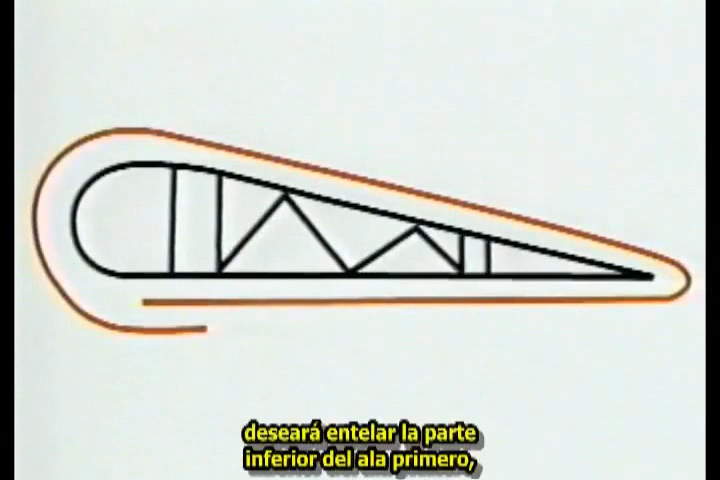 deseará entelar la parte
inferior del ala primero,